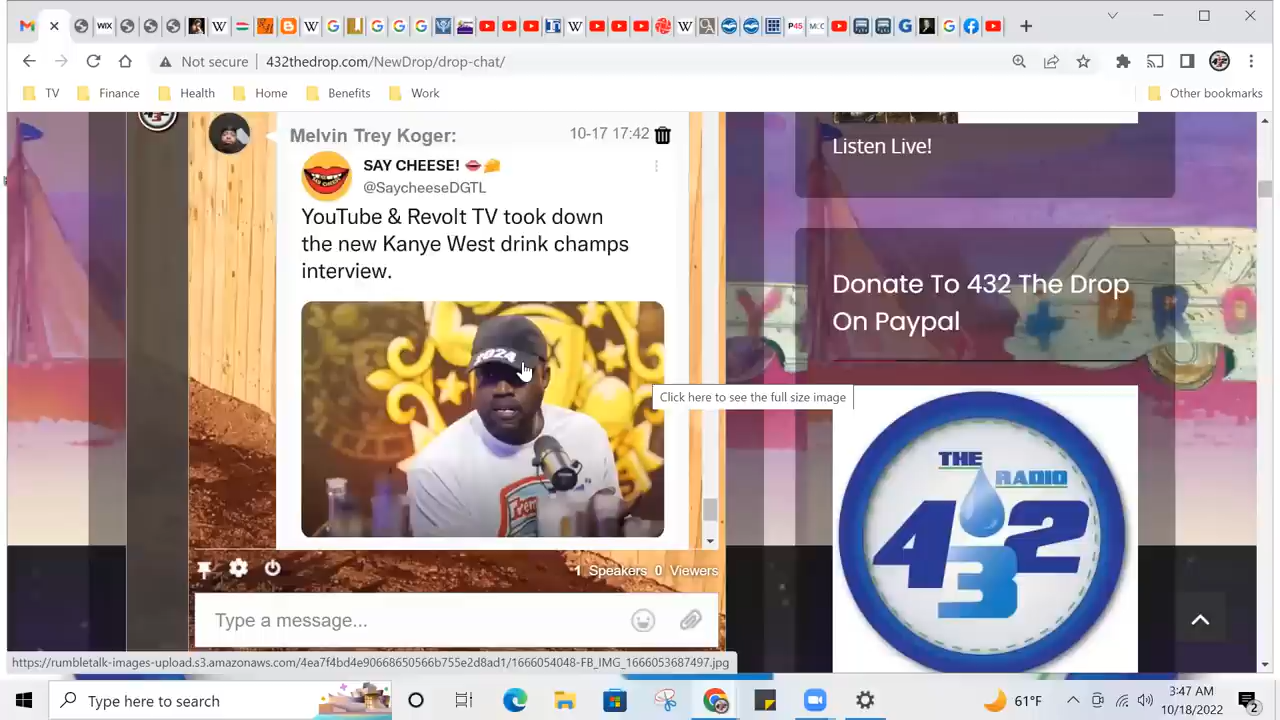 Not secure
432thedrop.com/NewDrop/drop-chat/
TV
Finance
Health
Home
Benefits
Work
Other bookmarks
Melvin Trey Koger:
10-17 17:42
SAY CHEESE! 👄🧀
@SaycheeseDGTL
YouTube & Revolt TV took down
the new Kanye West drink champs
interview.
2024
Click here to see the full size image
1 Speakers 0 Viewers
Type a message...
Listen Live!
Donate To 432 The Drop
On Paypal
THE
RADIO
432
https://rumbletalk-images-upload.s3.amazonaws.com/4ea7f4bd4e90668650566b755e2d8ad1/1666054048-FB_IMG_1666053687497.jpg
Type here to search
61°F
3:47 AM
10/18/2022
2